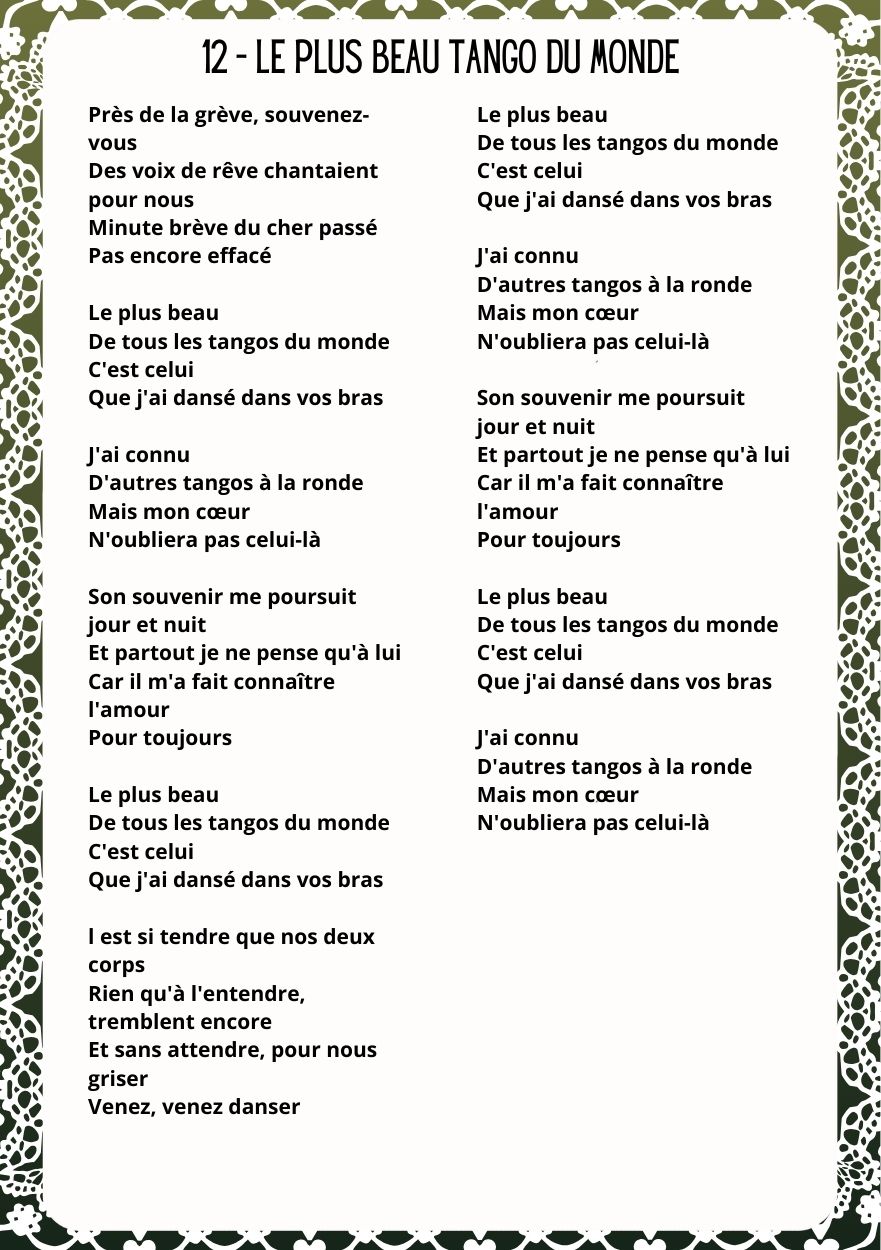 12 - LE PLUS BEAU TANGO DU MONDE
Près de la grève, souvenez-
vous
Des voix de rêve chantaient
pour nous
Minute brève du cher passé
Pas encore effacé
Le plus beau
De tous les tangos du monde
C'est celui
Que j'ai dansé dans vos bras
J'ai connu
D'autres tangos à la ronde
Mais mon cœur
N'oubliera pas celui-là
Son souvenir me poursuit
jour et nuit
Et partout je ne pense qu'à lui
Car il m'a fait connaître
l'amour
Pour toujours
Le plus beau
De tous les tangos du monde
C'est celui
Que j'ai dansé dans vos bras
l est si tendre que nos deux
corps
Rien qu'à l'entendre,
tremblent encore
Et sans attendre, pour nous
griser
Venez, venez danser
Le plus beau
De tous les tangos du monde
C'est celui
Que j'ai dansé dans vos bras
J'ai connu
D'autres tangos à la ronde
Mais mon cœur
N'oubliera pas celui-là
Son souvenir me poursuit
jour et nuit
Et partout je ne pense qu'à lui
Car il m'a fait connaître
l'amour
Pour toujours
Le plus beau
De tous les tangos du monde
C'est celui
Que j'ai dansé dans vos bras
J'ai connu
D'autres tangos à la ronde
Mais mon cœur
N'oubliera pas celui-là